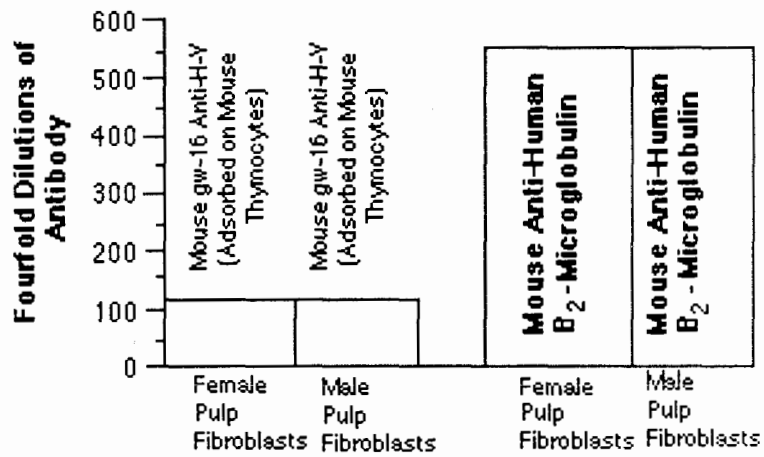 Fourfold Dilutions of
Antibody
600
500
400
300
200
100
0
Mouse gw-16 Anti-H-Y
(Adsorbed on Mouse
Thymocytes)
Mouse gw-16 Anti-H-Y
(Adsorbed on Mouse
Thymocytes)
Mouse Anti-Human
B2-Microglobulin
Mouse Anti-Human
B2-Microglobulin
Female
Pulp
Fibroblasts
Male
Pulp
Fibroblasts
Female
Pulp
Fibroblasts
Male
Pulp
Fibroblasts